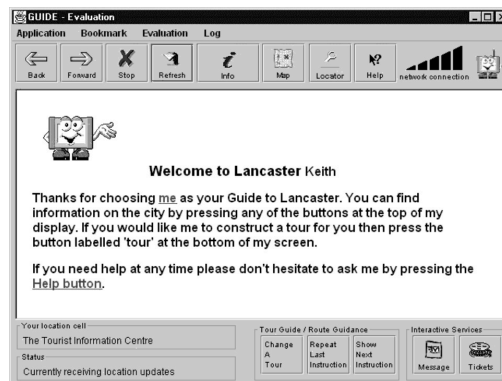 GUIDE - Evaluation
Application Bookmark Evaluation Log
Back Forward Stop Refresh Info Map Locator Help network connection
Welcome to Lancaster Keith
Thanks for choosing me as your Guide to Lancaster. You can find
information on the city by pressing any of the buttons at the top of my
display. If you would like me to construct a tour for you then press the
button labelled 'tour' at the bottom of my screen.
If you need help at any time please don't hesitate to ask me by pressing the
Help button.
Your location cell
The Tourist Information Centre
Status
Currently receiving location updates
Tour Guide / Route Guidance
Change
A
Tour
Repeat
Last
Instruction
Show
Next
Instruction
Interactive Services
Message Tickets